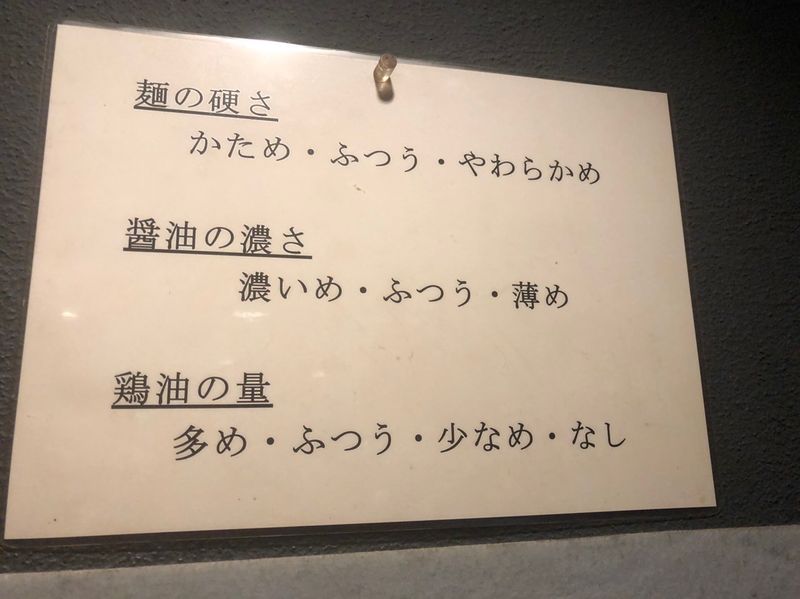 麺の硬さ
かため・ふつう・やわらかめ
醤油の濃さ
濃いめ・ふつう・薄め
鶏油の量
多め・ふつう・少なめ・なし